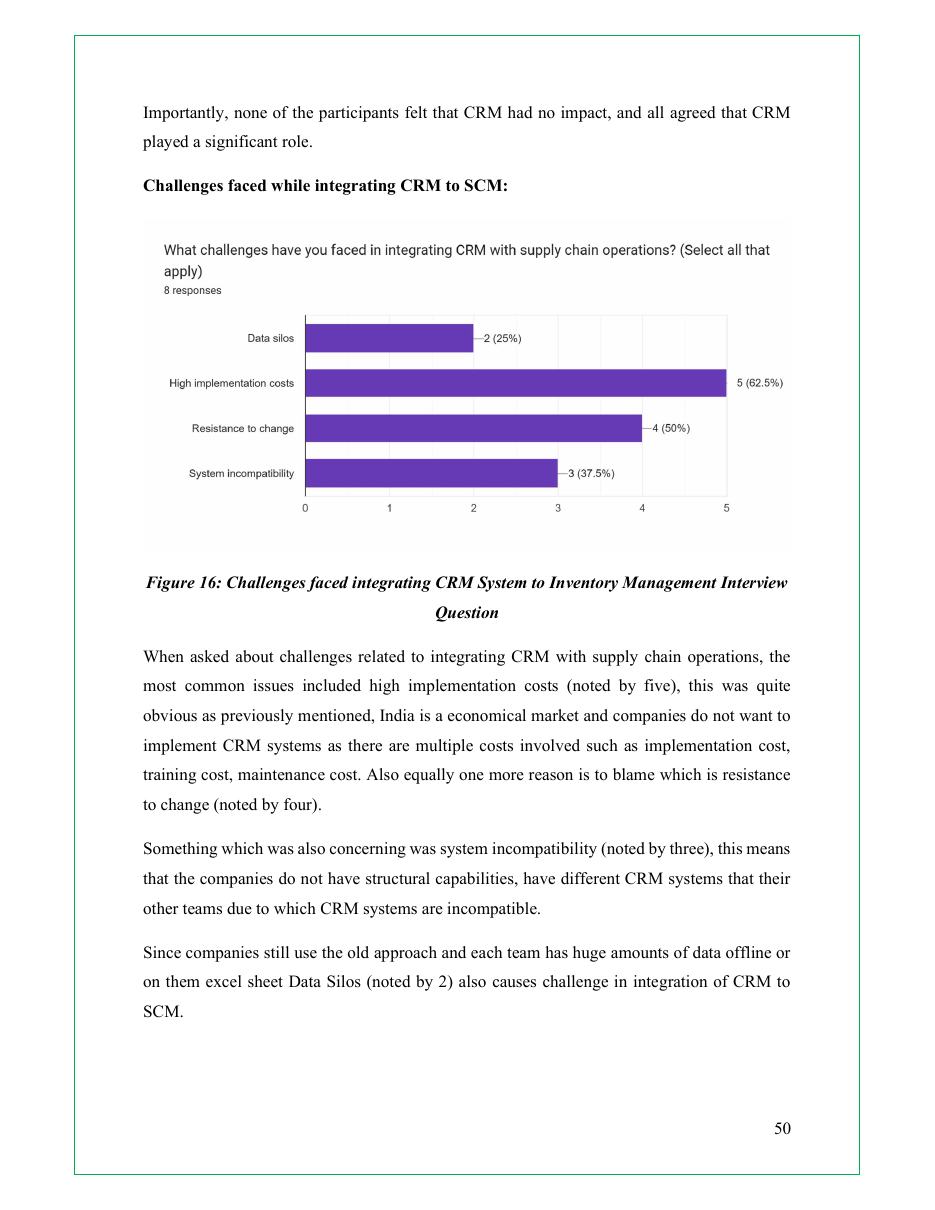 Importantly, none of the participants felt that CRM had no impact, and all agreed that CRM
played a significant role.
Challenges faced while integrating CRM to SCM:
What challenges have you faced in integrating CRM with supply chain operations? (Select all that
apply)
8 responses
Data silos
2 (25%)
High implementation costs
5 (62.5%)
Resistance to change
4 (50%)
System incompatibility
3 (37.5%)
0 1 2 3 4 5
Figure 16: Challenges faced integrating CRM System to Inventory Management Interview
Question
When asked about challenges related to integrating CRM with supply chain operations, the
most common issues included high implementation costs (noted by five), this was quite
obvious as previously mentioned, India is a economical market and companies do not want to
implement CRM systems as there are multiple costs involved such as implementation cost,
training cost, maintenance cost. Also equally one more reason is to blame which is resistance
to change (noted by four).
Something which was also concerning was system incompatibility (noted by three), this means
that the companies do not have structural capabilities, have different CRM systems that their
other teams due to which CRM systems are incompatible.
Since companies still use the old approach and each team has huge amounts of data offline or
on them excel sheet Data Silos (noted by 2) also causes challenge in integration of CRM to
SCM.
50